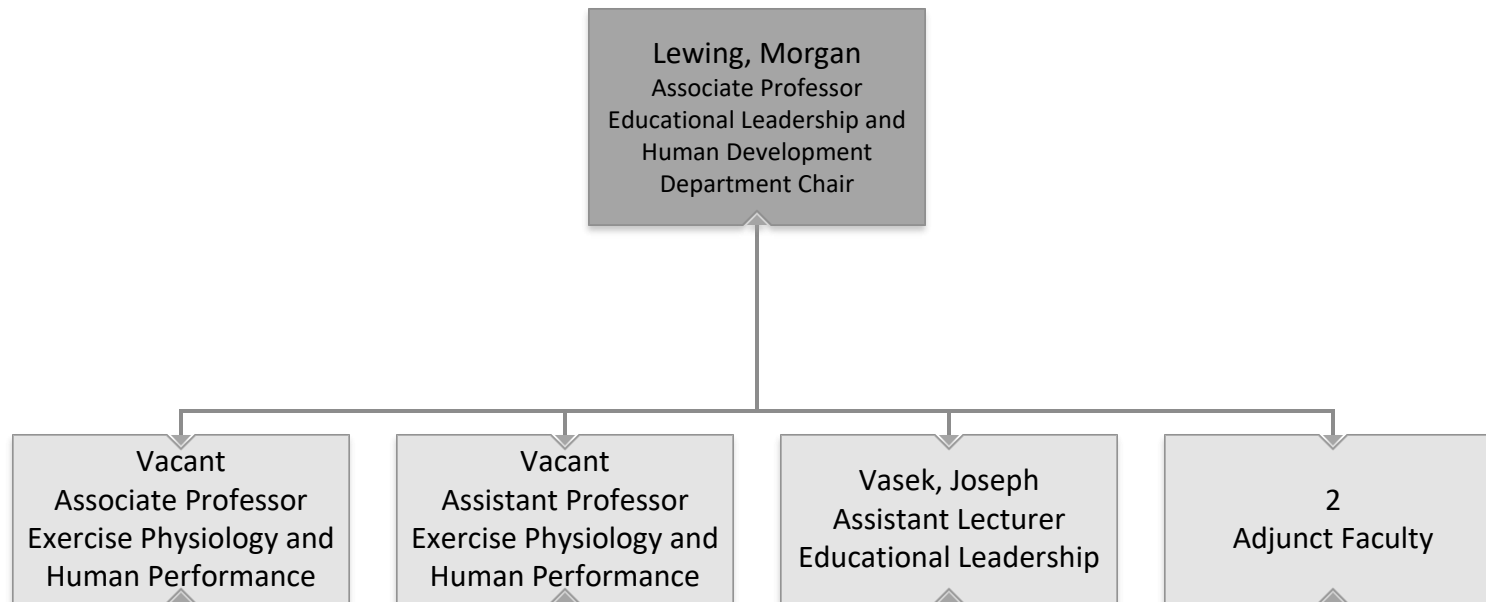 Lewing, Morgan
Associate Professor
Educational Leadership and
Human Development
Department Chair
Vacant
Associate Professor
Exercise Physiology and
Human Performance
Vacant
Assistant Professor
Exercise Physiology and
Human Performance
Vasek, Joseph
Assistant Lecturer
Educational Leadership
2
Adjunct Faculty